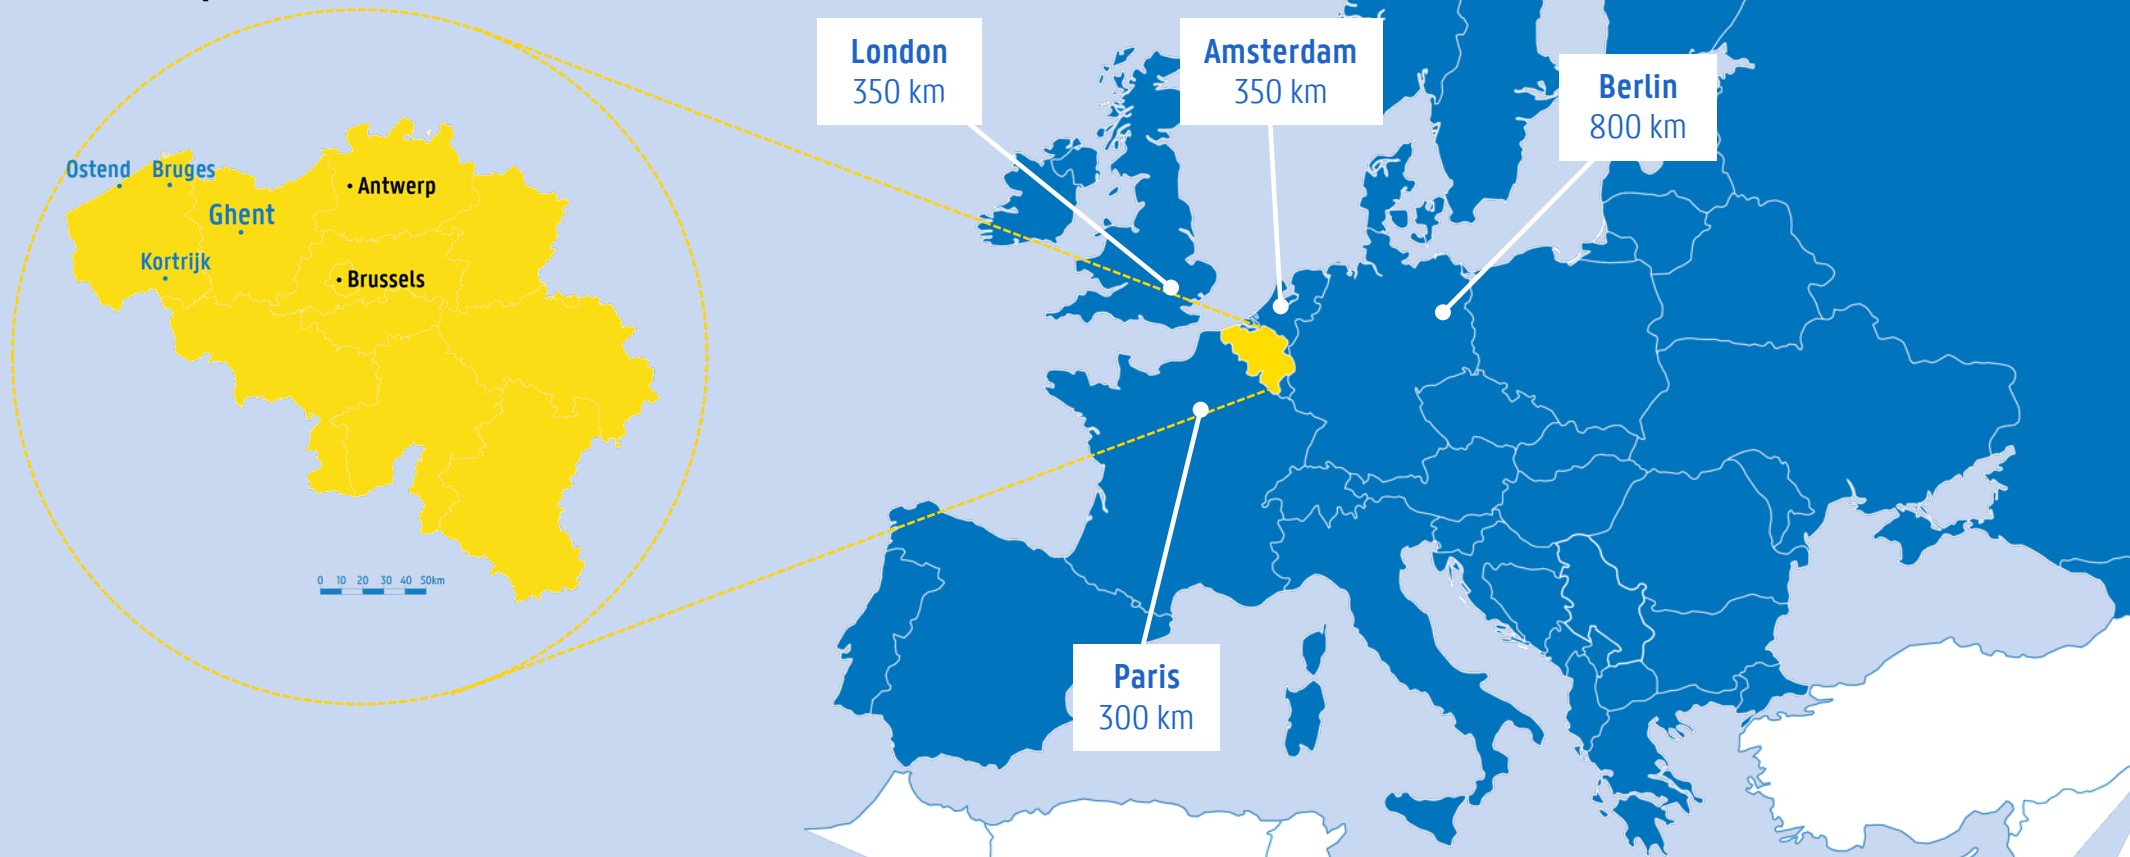 London
350 km
Amsterdam
350 km
Berlin
800 km
Ostend
Bruges
Antwerp
Ghent
Kortrijk
Brussels
0 10 20 30 40 50km
Paris
300 km